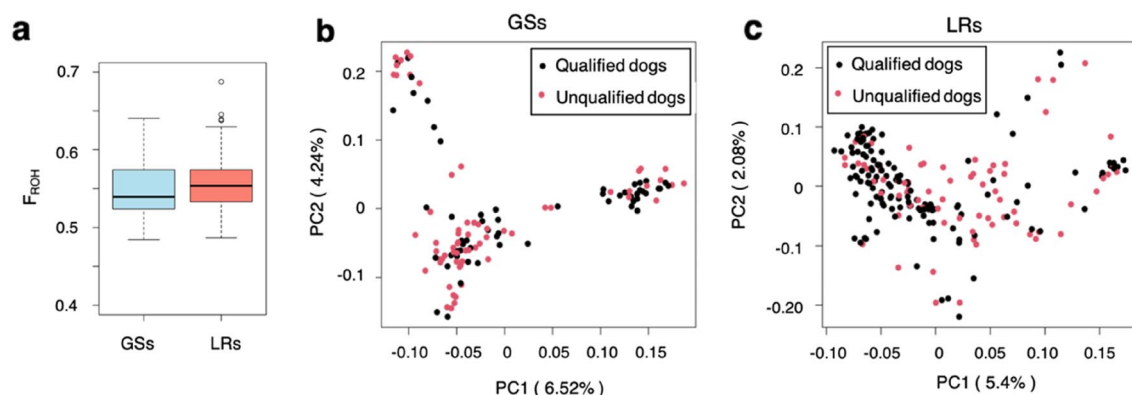 a
0.7
0.6
0.5
0.4
F_ROH
GSs
LRs
b
GSs
Qualified dogs
Unqualified dogs
0.2
0.1
0
-0.1
PC2 ( 4.24%)
-0.10
-0.05
0
0.05
0.10
0.15
PC1 ( 6.52%)
c
LRs
Qualified dogs
Unqualified dogs
0.2
0.1
0
-0.1
-0.20
PC2 ( 2.08%)
-0.10
-0.05
0
0.05
0.10
0.15
PC1 ( 5.4%)